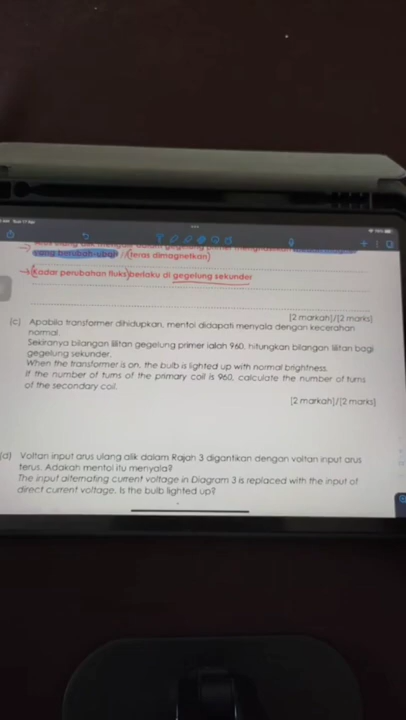 yang berubah-ubah // (teras dimagnetkan)
→ (Kadar perubahan fluks) berlaku di gegelung sekunder
[2 markah]/[2 marks]
(c) Apabila transformer dihidupkan, mentol didapati menyala dengan kecerahan
normal.
Sekiranya bilangan lilitan gegelung primer ialah 960, hitungkan bilangan lilitan bagi
gegelung sekunder.
When the transformer is on, the bulb is lighted up with normal brightness.
If the number of turns of the primary coil is 960, calculate the number of turns
of the secondary coil.
[2 markah]/[2 marks]
(d) Voltan input arus ulang alik dalam Rajah 3 digantikan dengan voltan input arus
terus. Adakah mentol itu menyala?
The input alternating current voltage in Diagram 3 is replaced with the input of
direct current voltage. Is the bulb lighted up?